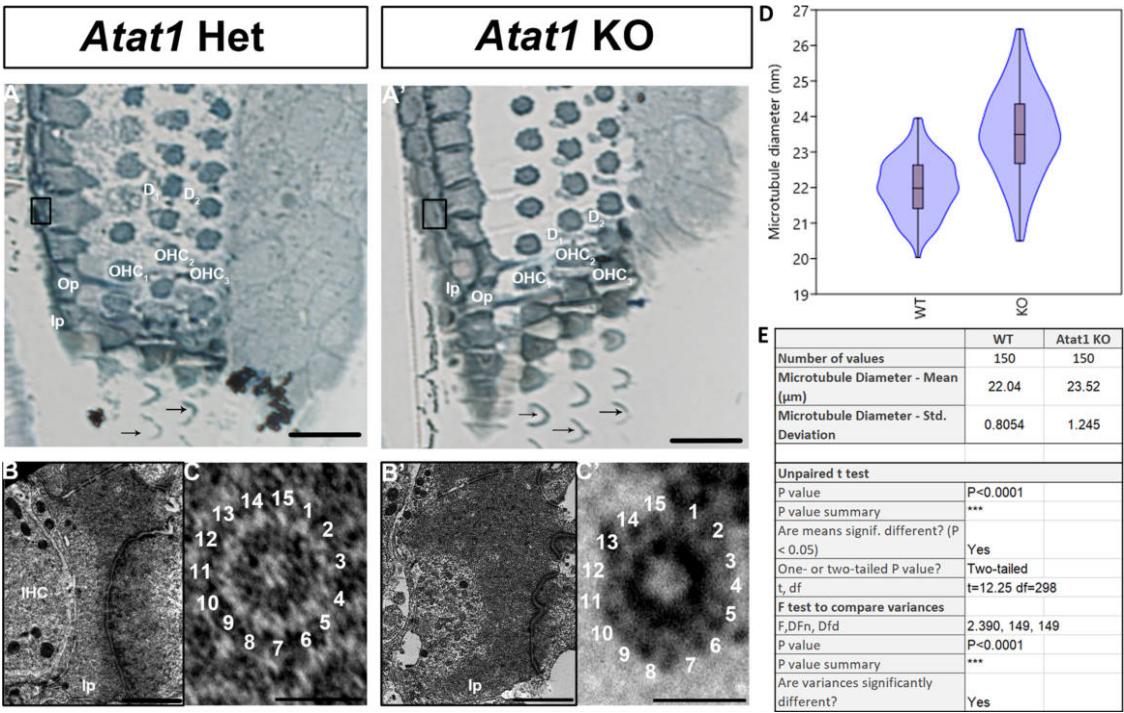 Atat1 Het
Atat1 KO
A
D₁
D₂
OHC₁
OHC₂
OHC₃
Op
Ip
A'
D₁
D₂
OHC₁
OHC₂
OHC₃
Ip
Op
B
IHC
Ip
C
1
2
3
4
5
6
7
8
9
10
11
12
13
14
15
B'
Ip
C'
1
2
3
4
5
6
7
8
9
10
11
12
13
14
15
D
Microtubule diameter (nm)
27
26
25
24
23
22
21
20
19
WT
KO
E
WT Atat1 KO
Number of values 150 150
Microtubule Diameter - Mean
(µm) 22.04 23.52
Microtubule Diameter - Std.
Deviation 0.8054 1.245
Unpaired t test
P value P<0.0001
P value summary ***
Are means signif. different? (P
< 0.05) Yes
One- or two-tailed P value? Two-tailed
t, df t=12.25 df=298
F test to compare variances
F,DFn, Dfd 2.390, 149, 149
P value P<0.0001
P value summary ***
Are variances significantly
different? Yes